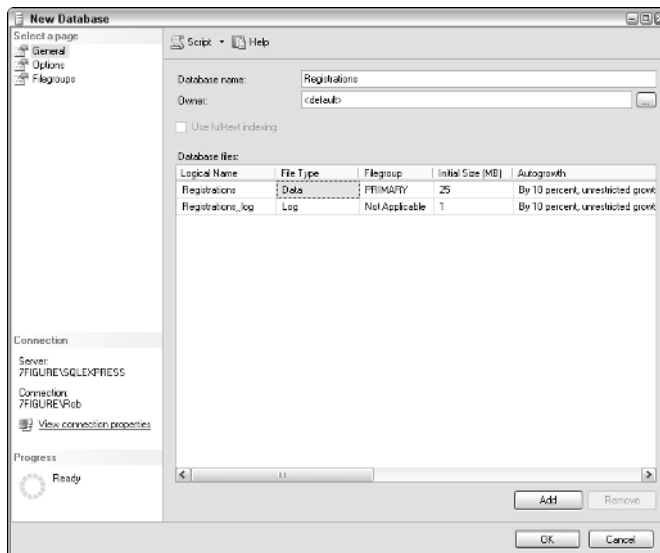 New Database
Select a page
General
Options
Filegroups
Script
Help
Database name:
Registrations
Owner:
<default>
...
Use full-text indexing
Database files:
Logical Name File Type Filegroup Initial Size (MB) Autogrowth
Registrations Data PRIMARY 25 By 10 percent, unrestricted growt
Registrations_log Log Not Applicable 1 By 10 percent, unrestricted growt
Connection
Server:
7FIGURE\SQLEXPRESS
Connection:
7FIGURE\Rob
View connection properties
Progress
Ready
Add
Remove
OK
Cancel